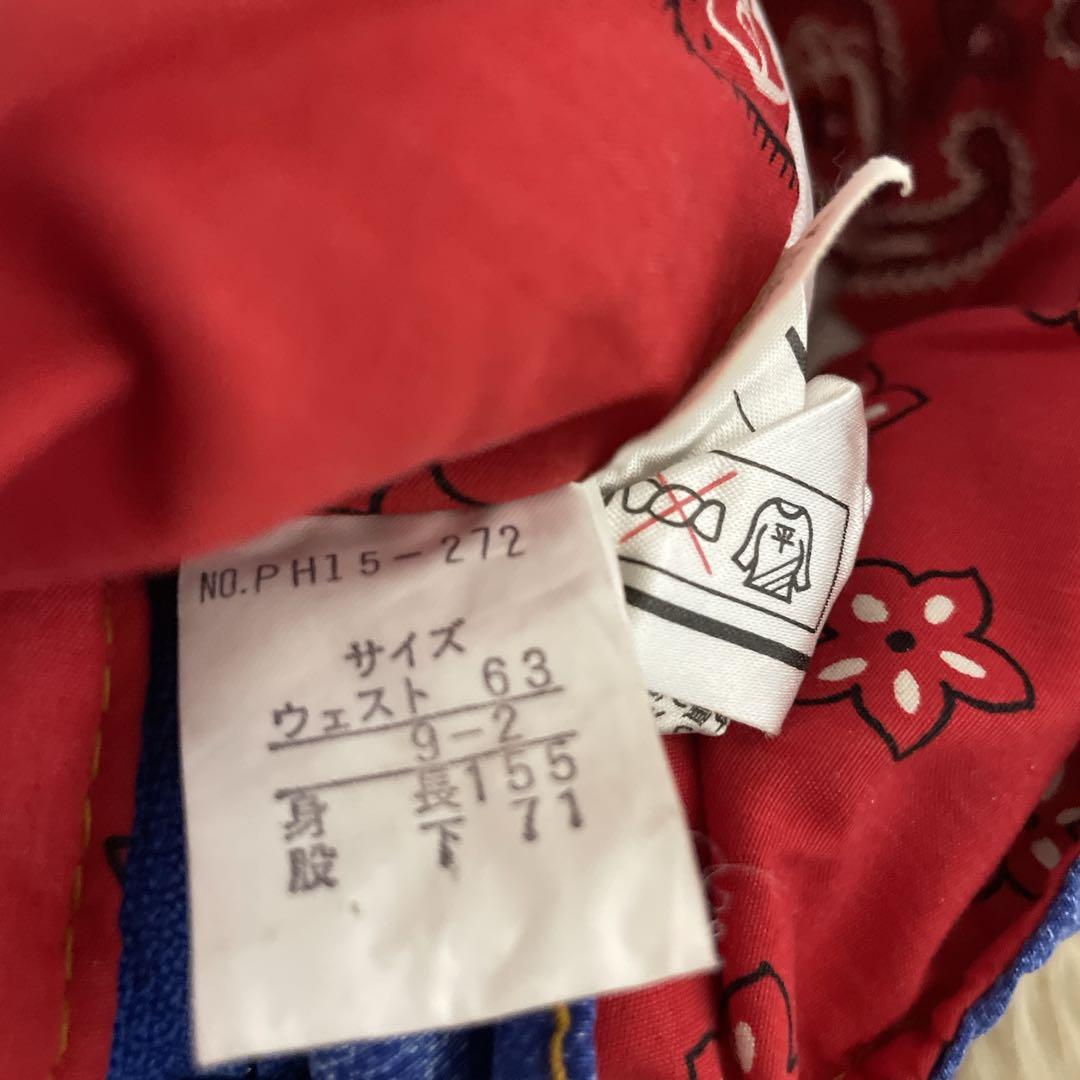 NO.PH15-272
サイズ
ウェスト 63
9-2
身 長155
股 下 71
平